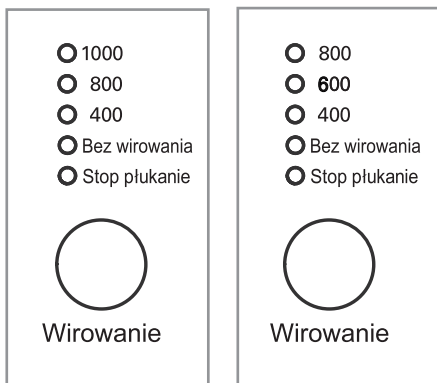 1000
800
400
Bez wirowania
Stop płukanie
Wirowanie
800
600
400
Bez wirowania
Stop płukanie
Wirowanie